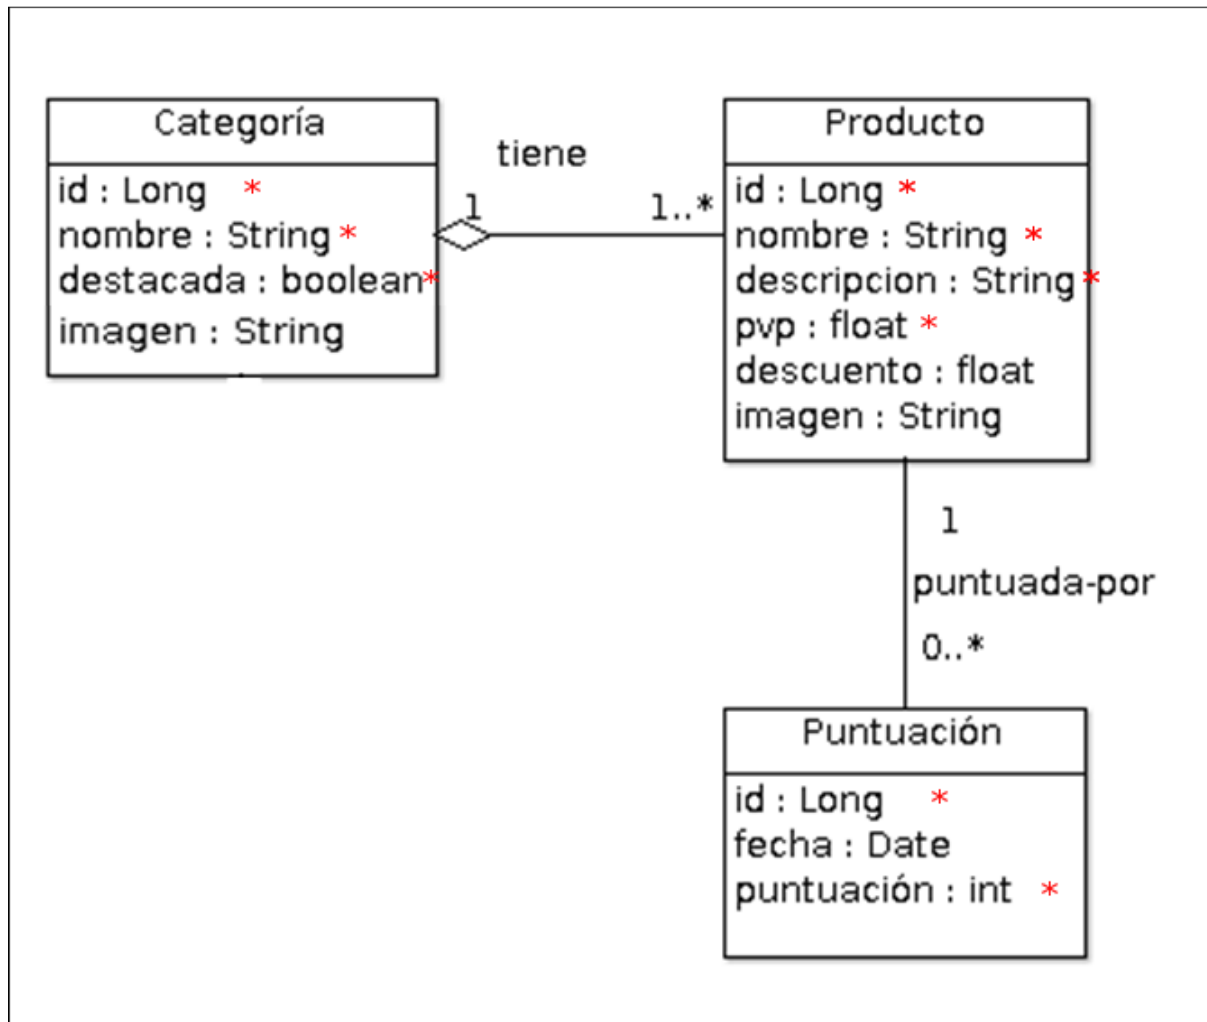 Categoría
id : Long *
nombre : String *
destacada : boolean*
imagen : String
tiene
1
1..*
Producto
id : Long *
nombre : String *
descripcion : String *
pvp : float *
descuento : float
imagen : String
1
puntuada-por
0..*
Puntuación
id : Long *
fecha : Date
puntuación : int *